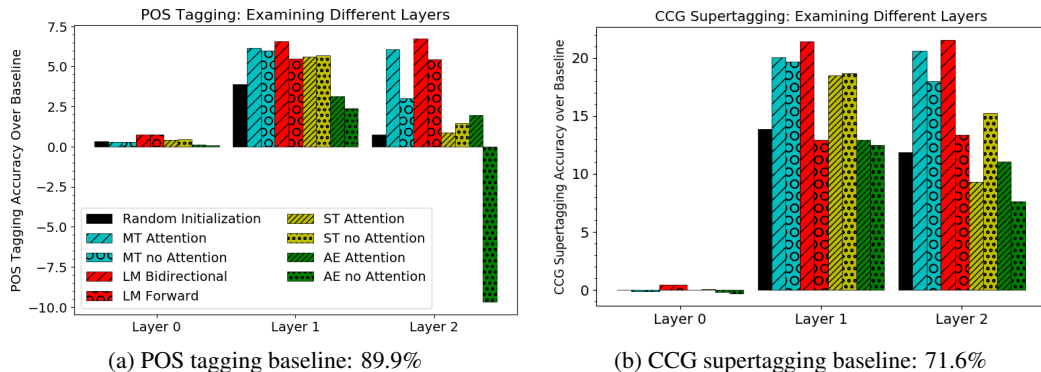 POS Tagging: Examining Different Layers
POS Tagging Accuracy Over Baseline
7.5
5.0
2.5
0.0
−2.5
−5.0
−7.5
−10.0
Random Initialization
MT Attention
MT no Attention
LM Bidirectional
LM Forward
ST Attention
ST no Attention
AE Attention
AE no Attention
Layer 0 Layer 1 Layer 2
(a) POS tagging baseline: 89.9%
CCG Supertagging: Examining Different Layers
CCG Supertagging Accuracy over Baseline
20
15
10
5
0
Layer 0 Layer 1 Layer 2
(b) CCG supertagging baseline: 71.6%